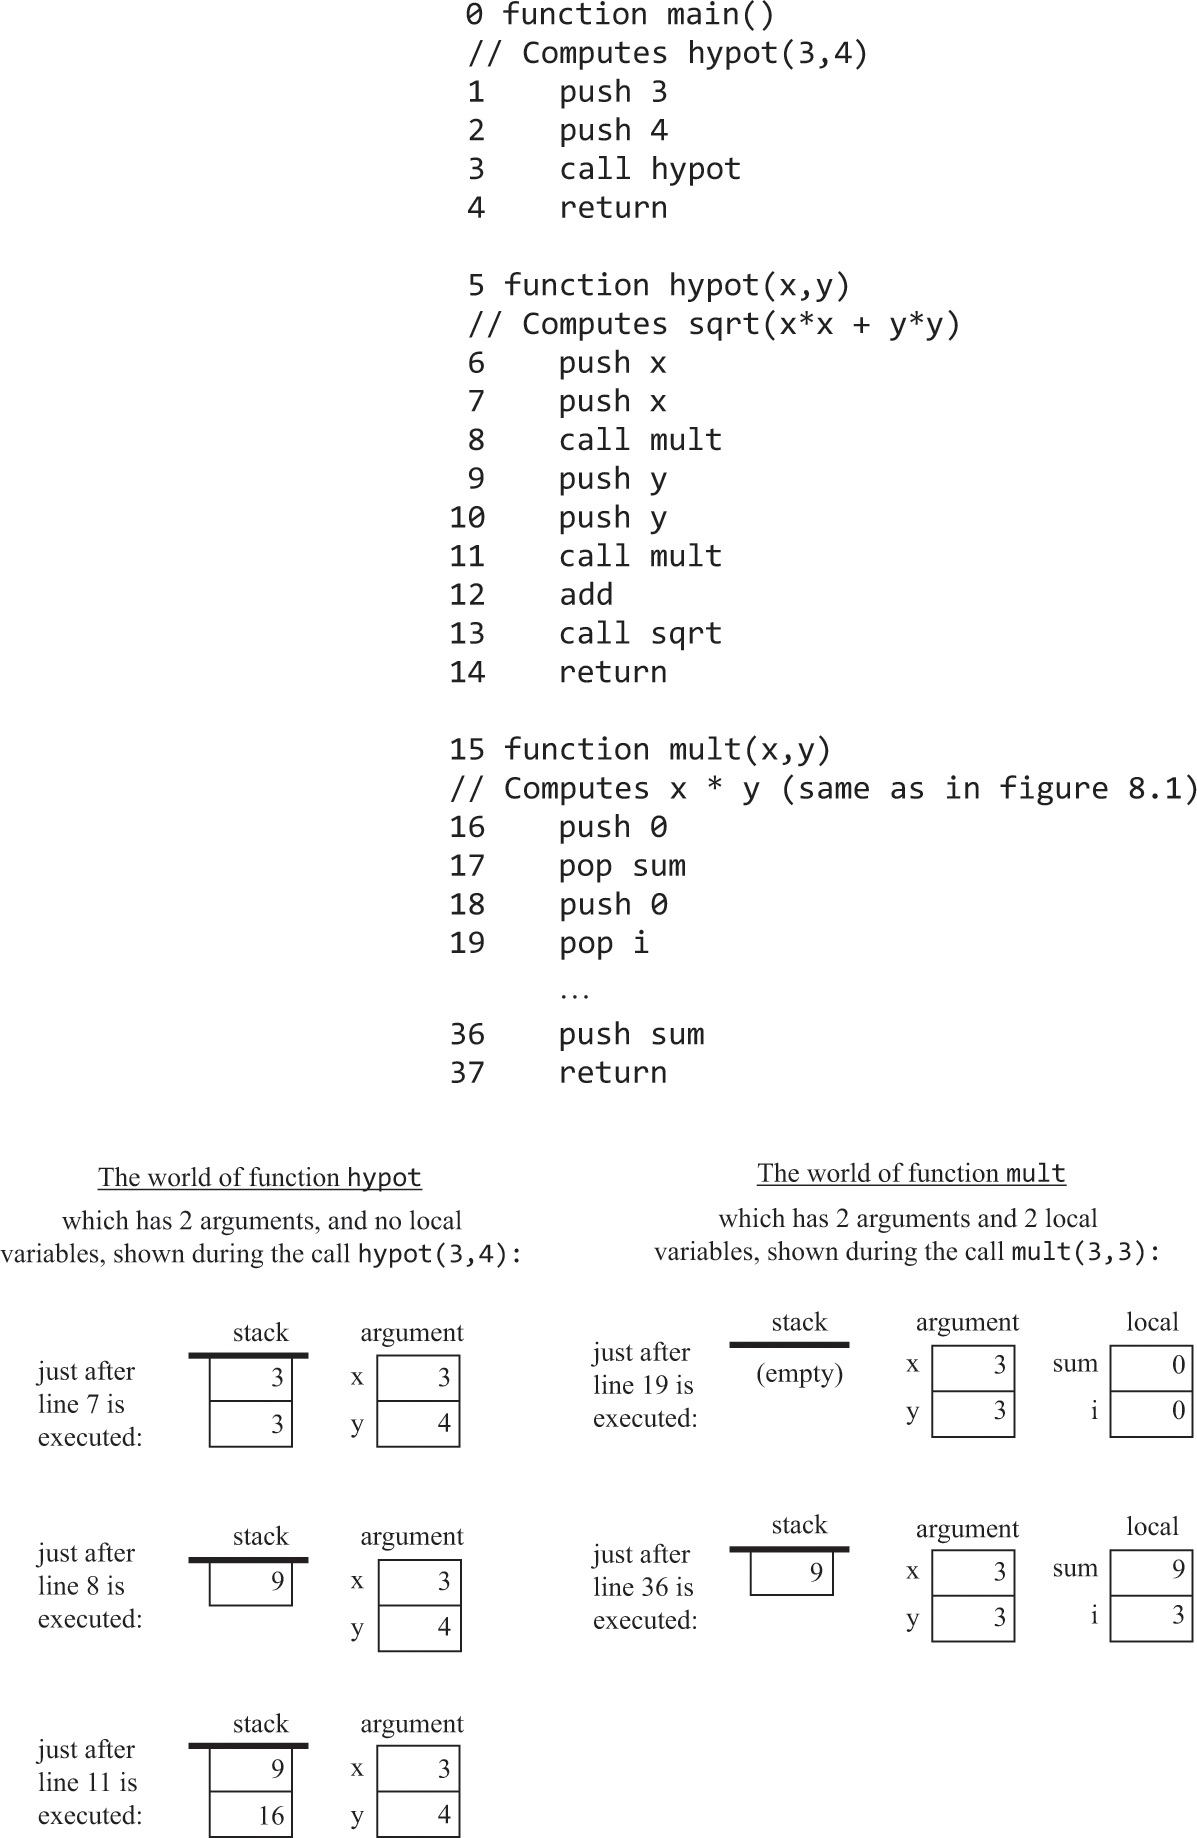 0 function main()
// Computes hypot(3,4)
1 push 3
2 push 4
3 call hypot
4 return
5 function hypot(x,y)
// Computes sqrt(x*x + y*y)
6 push x
7 push x
8 call mult
9 push y
10 push y
11 call mult
12 add
13 call sqrt
14 return
15 function mult(x,y)
// Computes x * y (same as in figure 8.1)
16 push 0
17 pop sum
18 push 0
19 pop i
...
36 push sum
37 return
The world of function hypot
which has 2 arguments, and no local
variables, shown during the call hypot(3,4):
stack argument
just after
line 7 is
executed:
3 x 3
3 y 4
stack argument
just after
line 8 is
executed:
9 x 3
y 4
stack argument
just after
line 11 is
executed:
9 x 3
16 y 4
The world of function mult
which has 2 arguments and 2 local
variables, shown during the call mult(3,3):
stack argument local
just after
line 19 is
executed:
(empty) x 3 sum 0
y 3 i 0
stack argument local
just after
line 36 is
executed:
9 x 3 sum 9
y 3 i 3